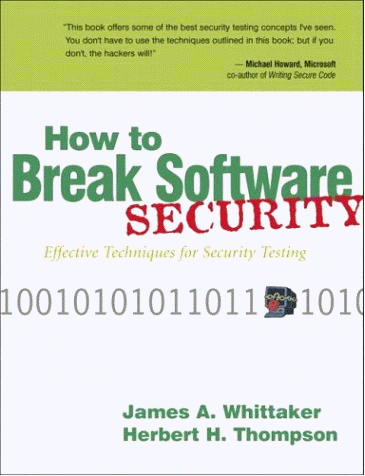 "This book offers some of the best security testing concepts I've seen.
You don't have to use the techniques outlined in this book; but if you
don't, the hackers will!"
— Michael Howard, Microsoft
co-author of Writing Secure Code
How to
Break Software
SECURITY
Effective Techniques for Security Testing
10010101011011 1010
James A. Whittaker
Herbert H. Thompson